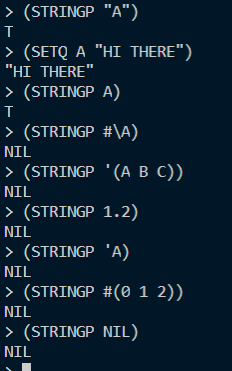 > (STRINGP "A")
T
> (SETQ A "HI THERE")
"HI THERE"
> (STRINGP A)
T
> (STRINGP #\A)
NIL
> (STRINGP '(A B C))
NIL
> (STRINGP 1.2)
NIL
> (STRINGP 'A)
NIL
> (STRINGP #(0 1 2))
NIL
> (STRINGP NIL)
NIL
>